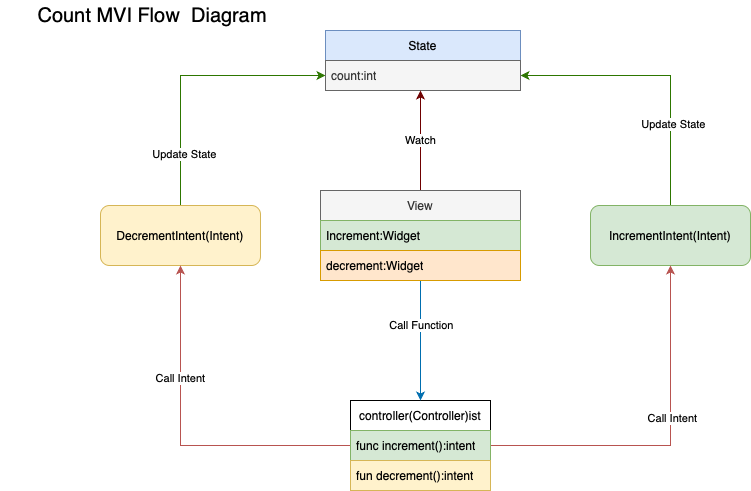 Count MVI Flow Diagram
State
count:int
Update State
Watch
Update State
View
DecrementIntent(Intent)
Increment:Widget
IncrementIntent(Intent)
decrement:Widget
Call Function
Call Intent
controller(Controller)ist
Call Intent
func increment():intent
fun decrement():intent